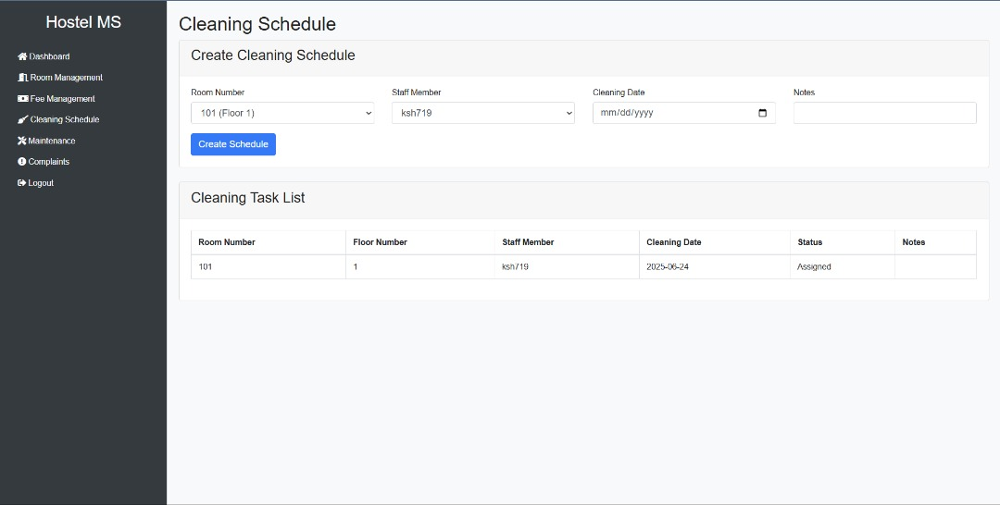 Hostel MS
Dashboard
Room Management
Fee Management
Cleaning Schedule
Maintenance
Complaints
Logout
Cleaning Schedule
Create Cleaning Schedule
Room Number Staff Member Cleaning Date Notes
101 (Floor 1) ksh719 mm/dd/yyyy
Create Schedule
Cleaning Task List
Room Number Floor Number Staff Member Cleaning Date Status Notes
101 1 ksh719 2025-06-24 Assigned